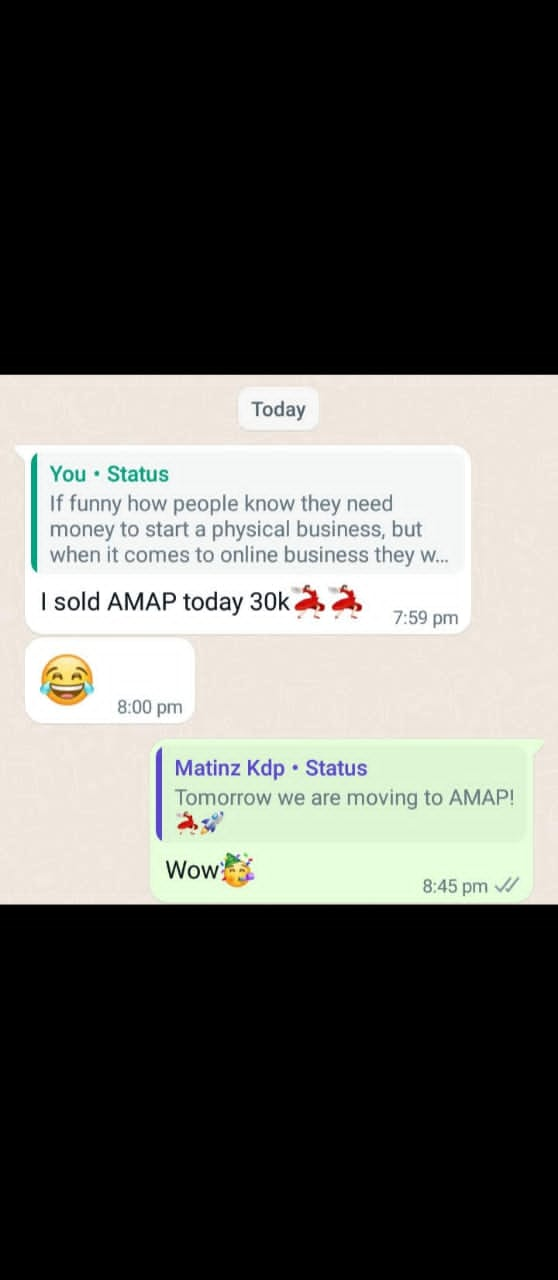 Today
You • Status
If funny how people know they need
money to start a physical business, but
when it comes to online business they w...
I sold AMAP today 30k💃💃
7:59 pm
😂
8:00 pm
Matinz Kdp • Status
Tomorrow we are moving to AMAP!
💃🚀
Wow🥳
8:45 pm